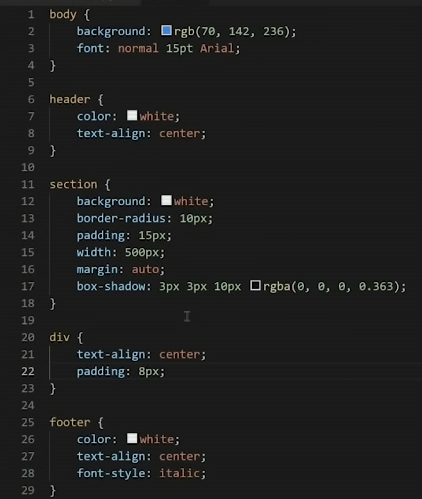 1 body {
2     background: rgb(70, 142, 236);
3     font: normal 15pt Arial;
4 }
5
6 header {
7     color: white;
8     text-align: center;
9 }
10
11 section {
12     background: white;
13     border-radius: 10px;
14     padding: 15px;
15     width: 500px;
16     margin: auto;
17     box-shadow: 3px 3px 10px rgba(0, 0, 0, 0.363);
18 }
19
20 div {
21     text-align: center;
22     padding: 8px;
23 }
24
25 footer {
26     color: white;
27     text-align: center;
28     font-style: italic;
29 }